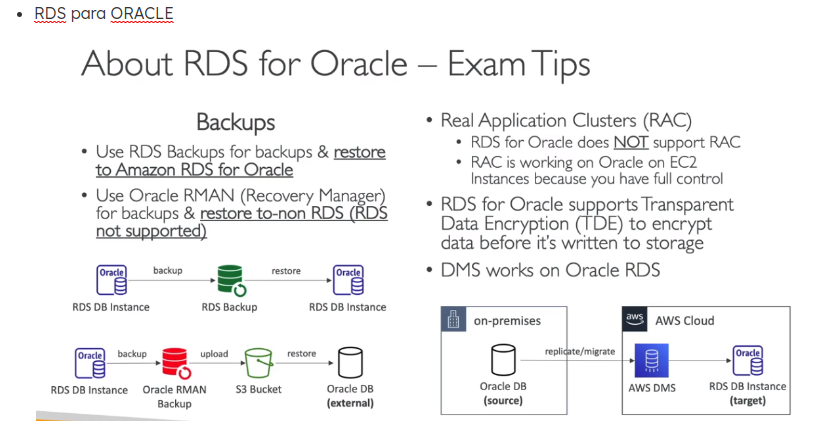 • RDS para ORACLE
About RDS for Oracle – Exam Tips
Backups
• Use RDS Backups for backups & restore
to Amazon RDS for Oracle
• Use Oracle RMAN (Recovery Manager)
for backups & restore to-non RDS (RDS
not supported)
Oracle
backup
restore
Oracle
RDS DB Instance
RDS Backup
RDS DB Instance
Oracle
backup
upload
restore
RDS DB Instance
Oracle RMAN
Backup
S3 Bucket
Oracle DB
(external)
• Real Application Clusters (RAC)
• RDS for Oracle does NOT support RAC
• RAC is working on Oracle on EC2
Instances because you have full control
• RDS for Oracle supports Transparent
Data Encryption (TDE) to encrypt
data before it's written to storage
• DMS works on Oracle RDS
on-premises
aws
AWS Cloud
replicate/migrate
Oracle
Oracle DB
(source)
AWS DMS
RDS DB Instance
(target)